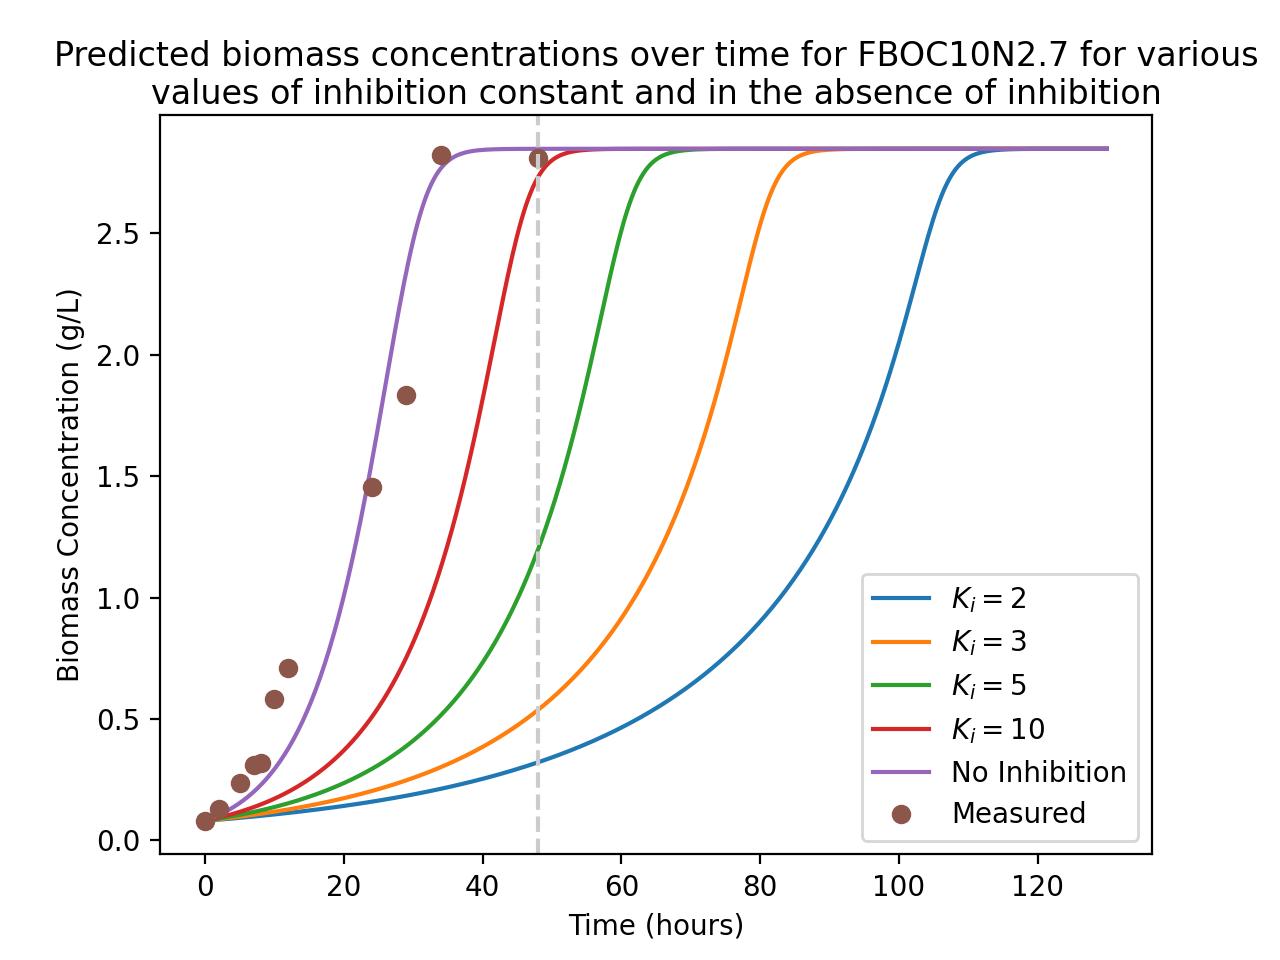 Predicted biomass concentrations over time for FBOC10N2.7 for various
values of inhibition constant and in the absence of inhibition
Biomass Concentration (g/L)
2.5
2.0
1.5
1.0
0.5
0.0
K_i = 2
K_i = 3
K_i = 5
K_i = 10
No Inhibition
Measured
0 20 40 60 80 100 120
Time (hours)